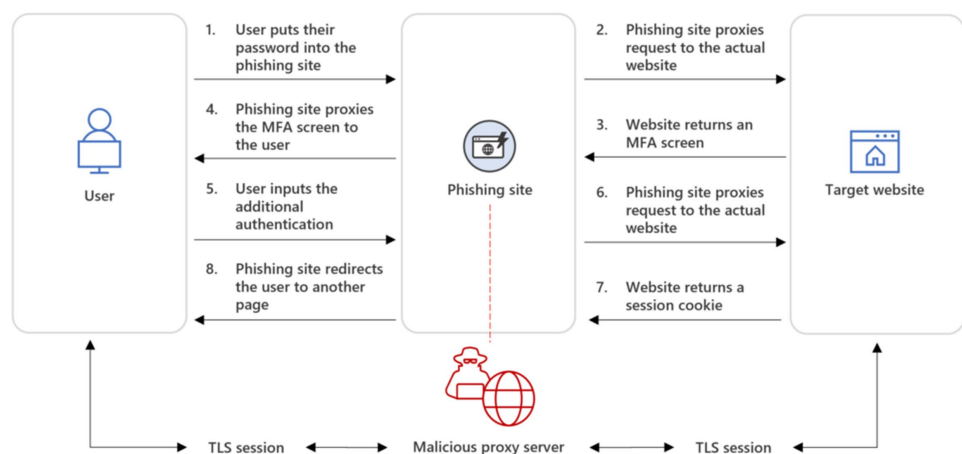 1. User puts their
password into the
phishing site
2. Phishing site proxies
request to the actual
website
4. Phishing site proxies
the MFA screen to
the user
3. Website returns an
MFA screen
User
Phishing site
Target website
5. User inputs the
additional
authentication
6. Phishing site proxies
request to the actual
website
8. Phishing site redirects
the user to another
page
7. Website returns a
session cookie
TLS session
Malicious proxy server
TLS session